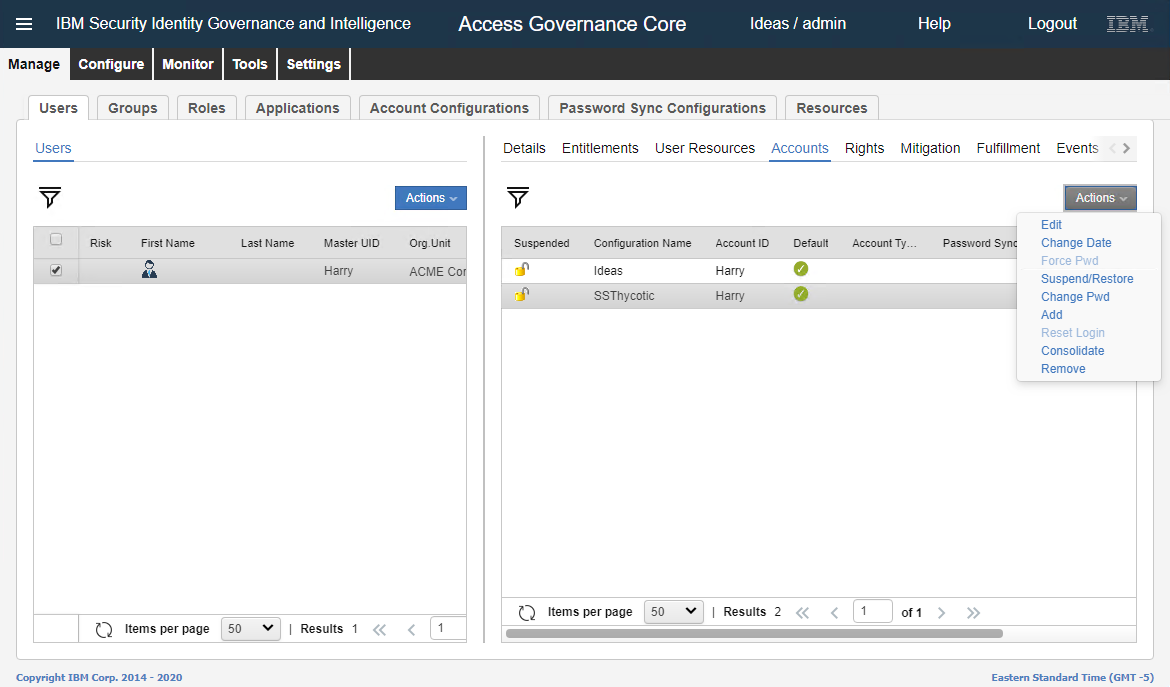 IBM Security Identity Governance and Intelligence Access Governance Core Ideas / admin Help Logout IBM
Manage Configure Monitor Tools Settings
Users Groups Roles Applications Account Configurations Password Sync Configurations Resources
Users
Actions
Risk First Name Last Name Master UID Org.Unit
Harry ACME Cor
Items per page 50 | Results 1 1
Details Entitlements User Resources Accounts Rights Mitigation Fulfillment Events
Actions
Suspended Configuration Name Account ID Default Account Ty... Password Sync
Ideas Harry
SSThycotic Harry
Edit
Change Date
Force Pwd
Suspend/Restore
Change Pwd
Add
Reset Login
Consolidate
Remove
Items per page 50 | Results 2 1 of 1
Copyright IBM Corp. 2014 - 2020 Eastern Standard Time (GMT -5)